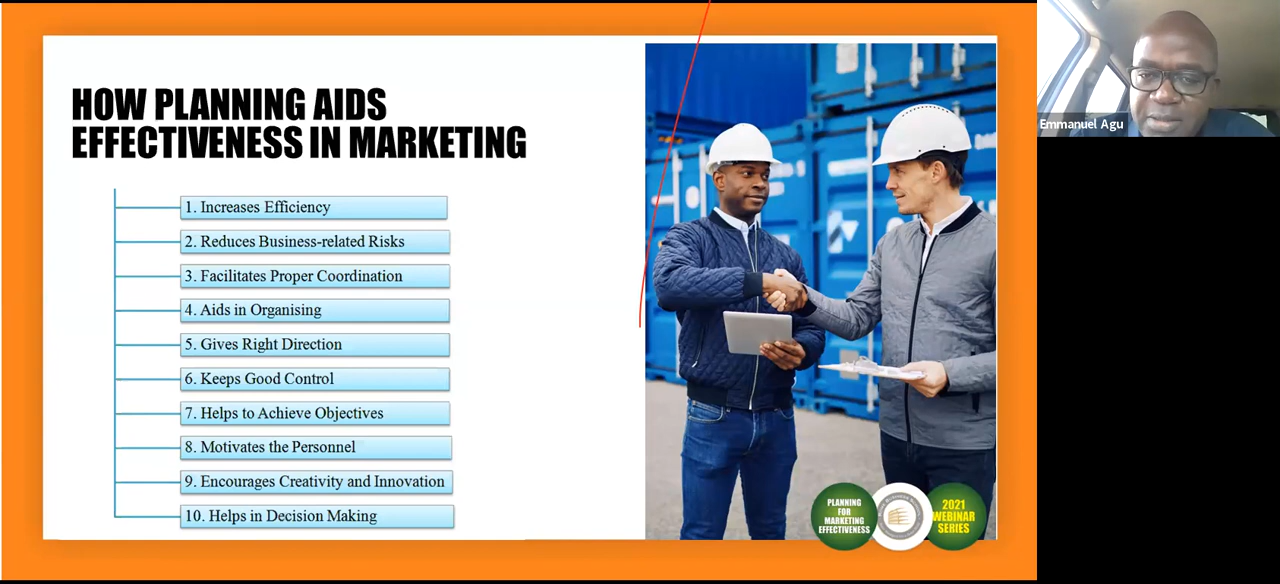 HOW PLANNING AIDS
EFFECTIVENESS IN MARKETING
1. Increases Efficiency
2. Reduces Business-related Risks
3. Facilitates Proper Coordination
4. Aids in Organising
5. Gives Right Direction
6. Keeps Good Control
7. Helps to Achieve Objectives
8. Motivates the Personnel
9. Encourages Creativity and Innovation
10. Helps in Decision Making
PLANNING
FOR
MARKETING
EFFECTIVENESS
2021
WEBINAR
SERIES
Emmanuel Agu